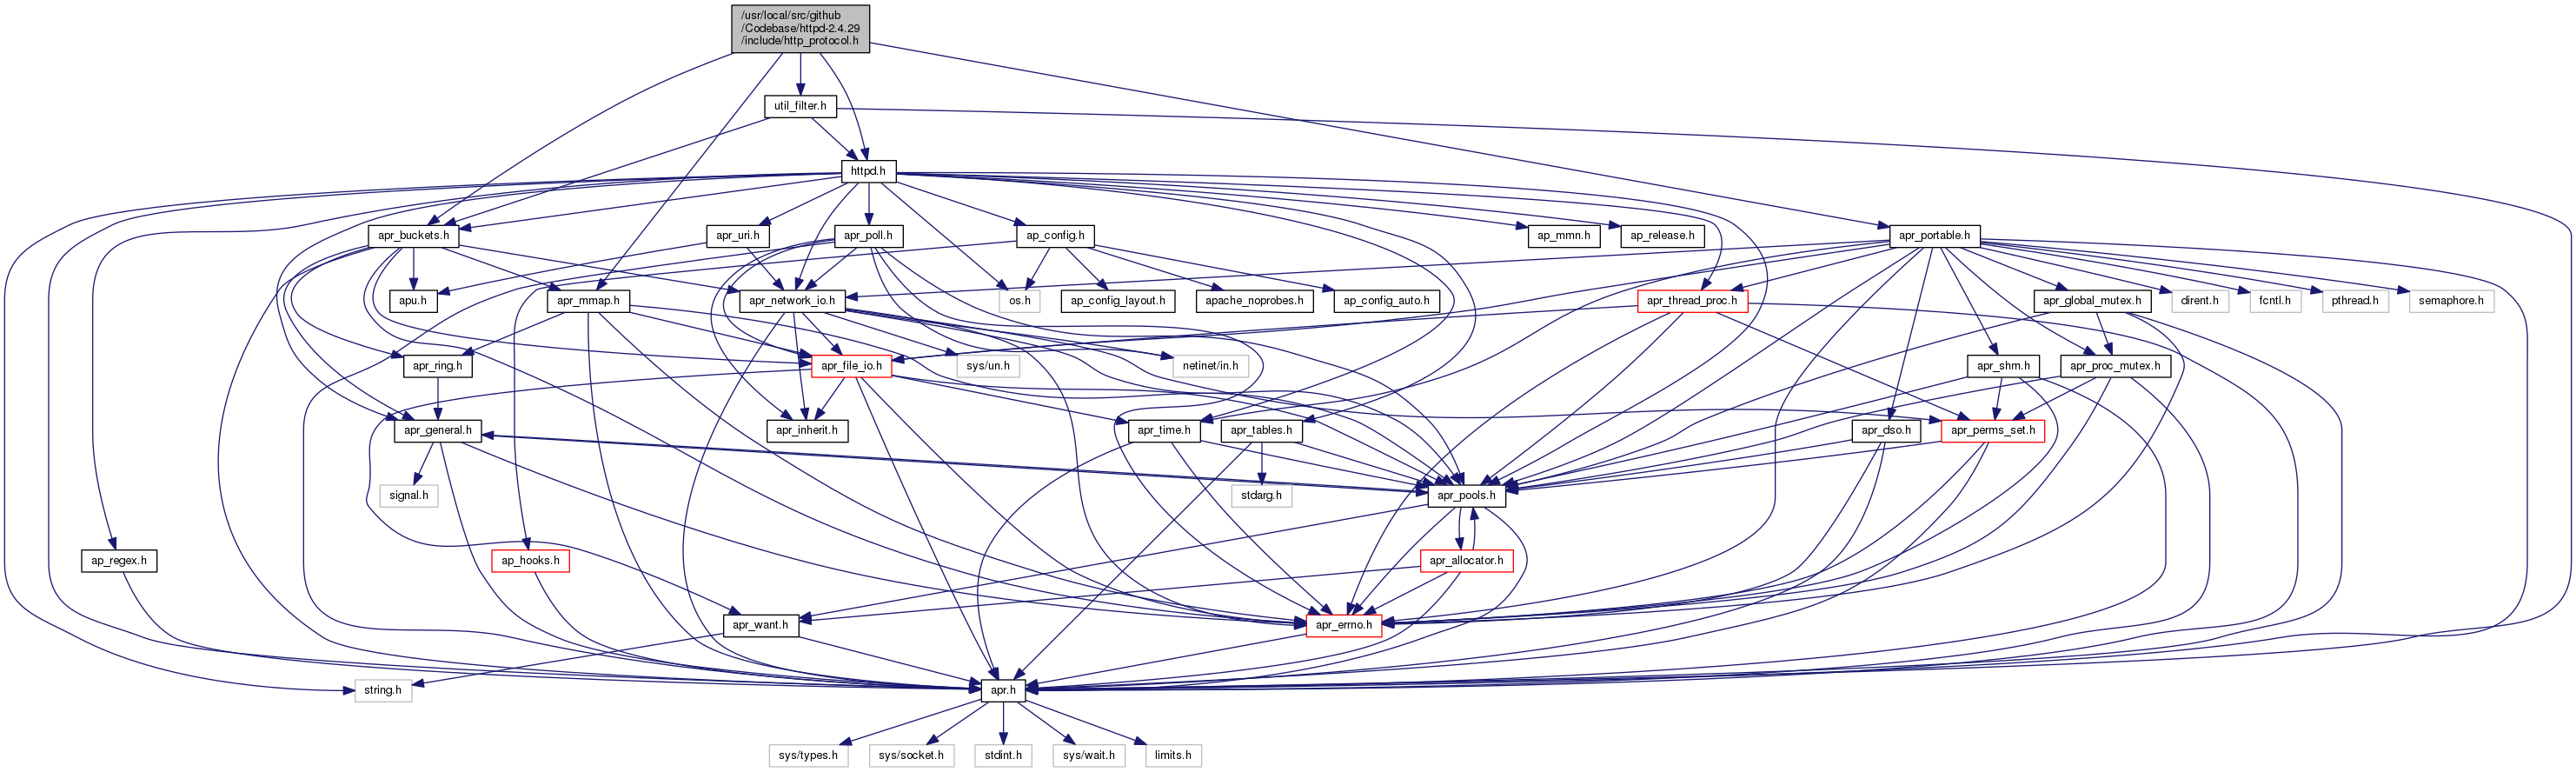 /usr/local/src/github
/Codebase/httpd-2.4.29
/include/http_protocol.h
util_filter.h
httpd.h
apr_buckets.h
apr_uri.h
apr_poll.h
ap_config.h
ap_mmn.h
ap_release.h
apr_portable.h
apu.h
apr_mmap.h
apr_network_io.h
os.h
ap_config_layout.h
apache_noprobes.h
ap_config_auto.h
apr_thread_proc.h
apr_global_mutex.h
dirent.h
fcntl.h
pthread.h
semaphore.h
apr_ring.h
apr_file_io.h
sys/un.h
netinet/in.h
apr_shm.h
apr_proc_mutex.h
apr_general.h
apr_inherit.h
apr_time.h
apr_tables.h
apr_dso.h
apr_perms_set.h
signal.h
stdarg.h
apr_pools.h
ap_regex.h
ap_hooks.h
apr_allocator.h
apr_want.h
apr_errno.h
string.h
apr.h
sys/types.h
sys/socket.h
stdint.h
sys/wait.h
limits.h